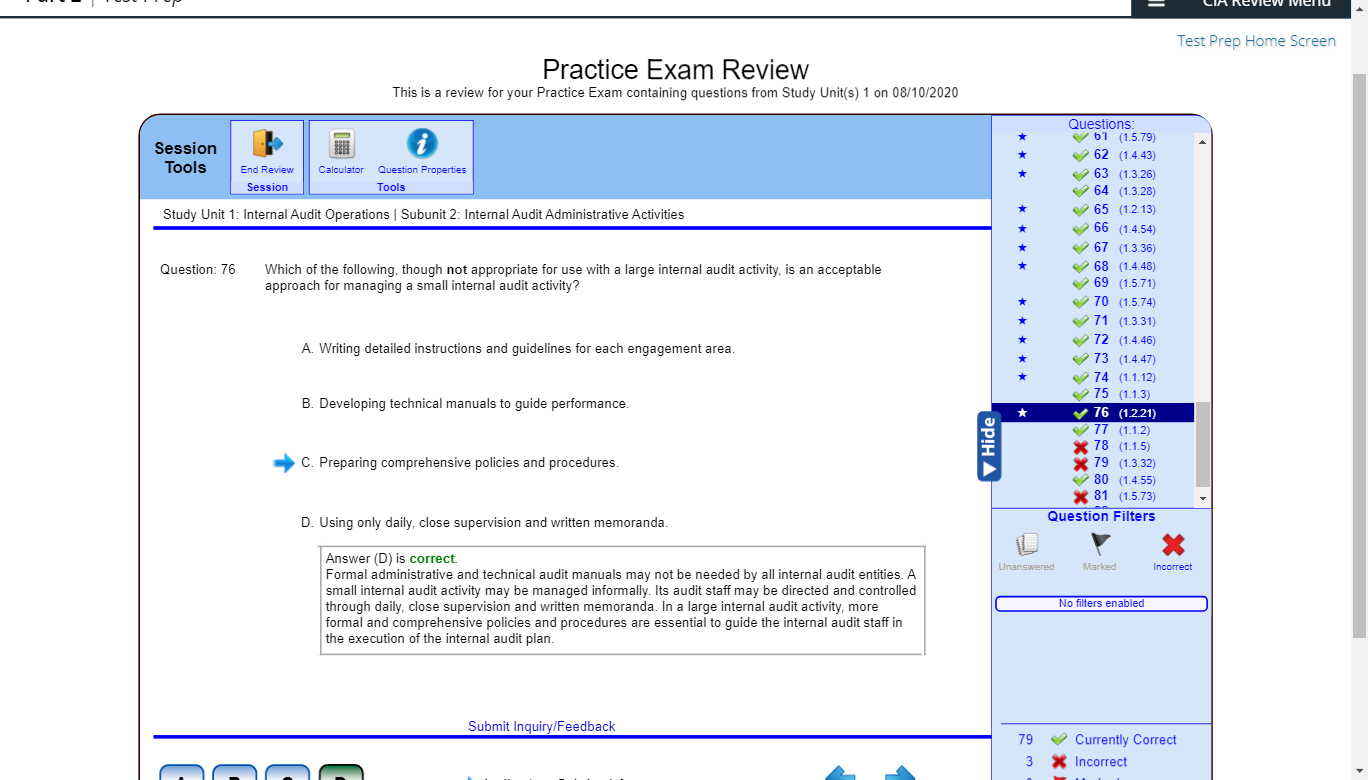 CIA Review Menu
Test Prep Home Screen
Practice Exam Review
This is a review for your Practice Exam containing questions from Study Unit(s) 1 on 08/10/2020
Session
Tools
End Review
Session
Calculator
Question Properties
Tools
Study Unit 1: Internal Audit Operations | Subunit 2: Internal Audit Administrative Activities
Question: 76
Which of the following, though not appropriate for use with a large internal audit activity, is an acceptable
approach for managing a small internal audit activity?
A. Writing detailed instructions and guidelines for each engagement area.
B. Developing technical manuals to guide performance.
C. Preparing comprehensive policies and procedures.
D. Using only daily, close supervision and written memoranda.
Answer (D) is correct.
Formal administrative and technical audit manuals may not be needed by all internal audit entities. A
small internal audit activity may be managed informally. Its audit staff may be directed and controlled
through daily, close supervision and written memoranda. In a large internal audit activity, more
formal and comprehensive policies and procedures are essential to guide the internal audit staff in
the execution of the internal audit plan.
Submit Inquiry/Feedback
Questions:
61 (1.5.79)
62 (1.4.43)
63 (1.3.26)
64 (1.3.28)
65 (1.2.13)
66 (1.4.54)
67 (1.3.36)
68 (1.4.48)
69 (1.5.71)
70 (1.5.74)
71 (1.3.31)
72 (1.4.46)
73 (1.4.47)
74 (1.1.12)
75 (1.1.3)
76 (1.2.21)
77 (1.1.2)
78 (1.1.5)
79 (1.3.32)
80 (1.4.55)
81 (1.5.73)
Hide
Question Filters
Unanswered
Marked
Incorrect
No filters enabled
79 Currently Correct
3 Incorrect